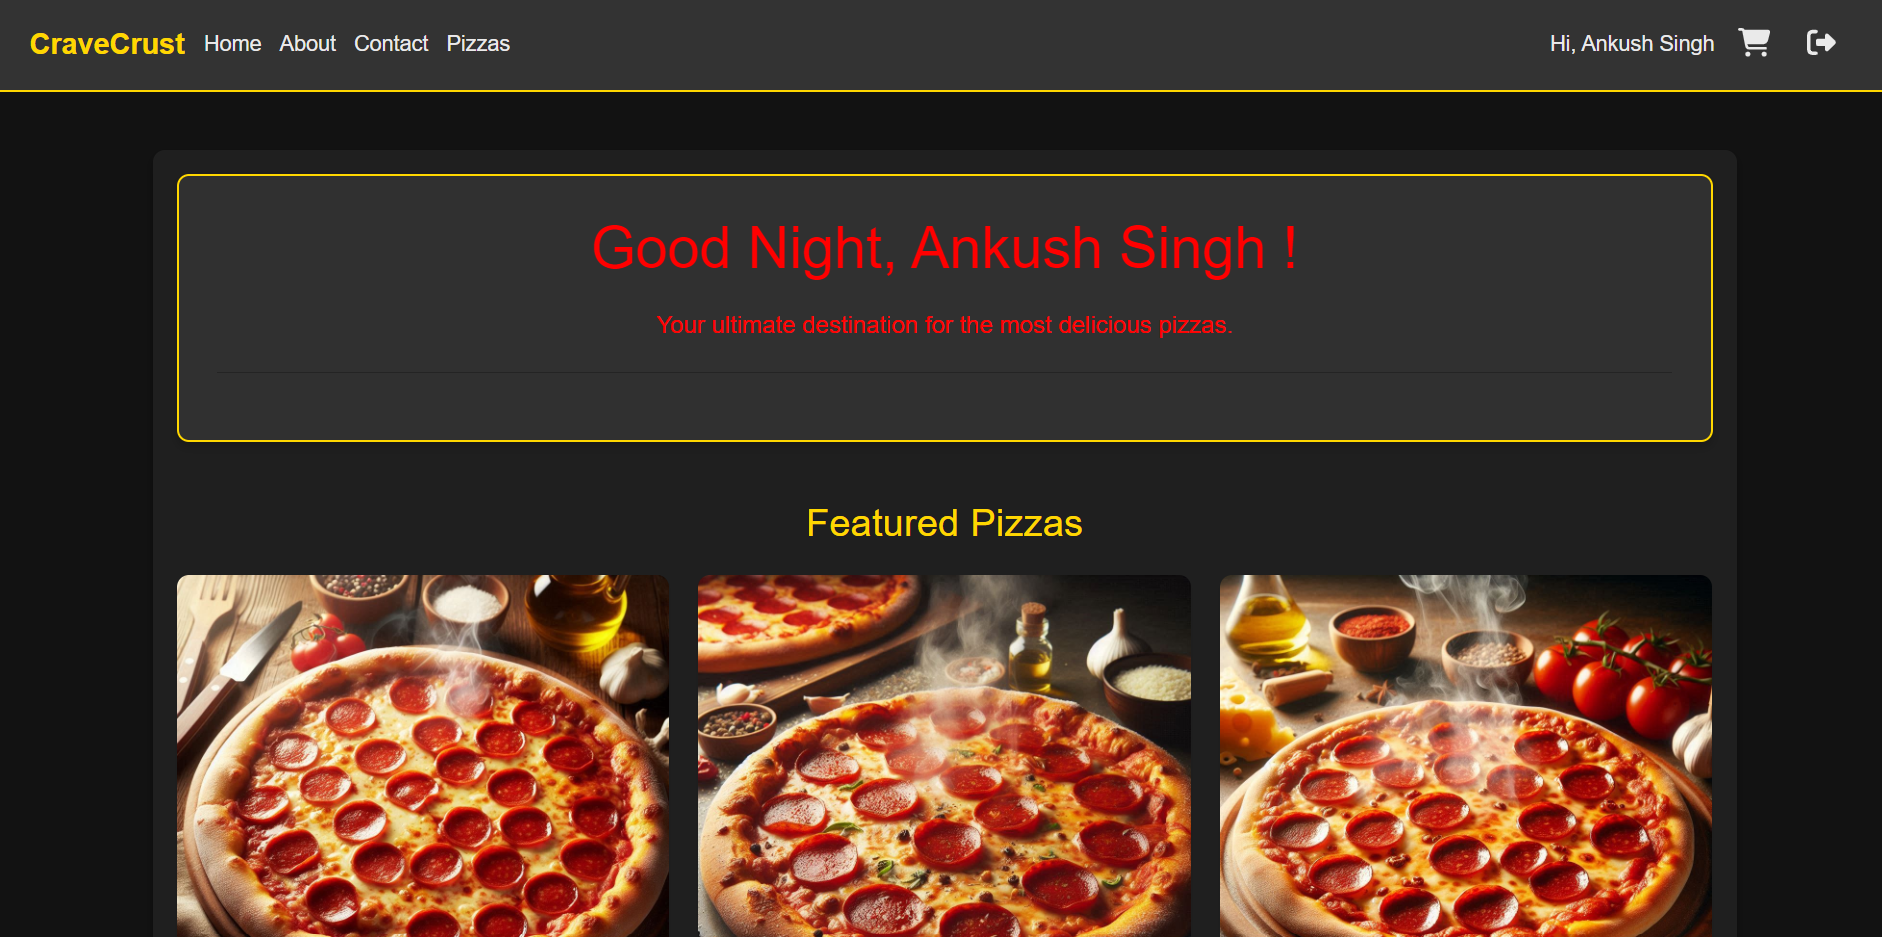 CraveCrust Home About Contact Pizzas Hi, Ankush Singh
Good Night, Ankush Singh !
Your ultimate destination for the most delicious pizzas.
Featured Pizzas